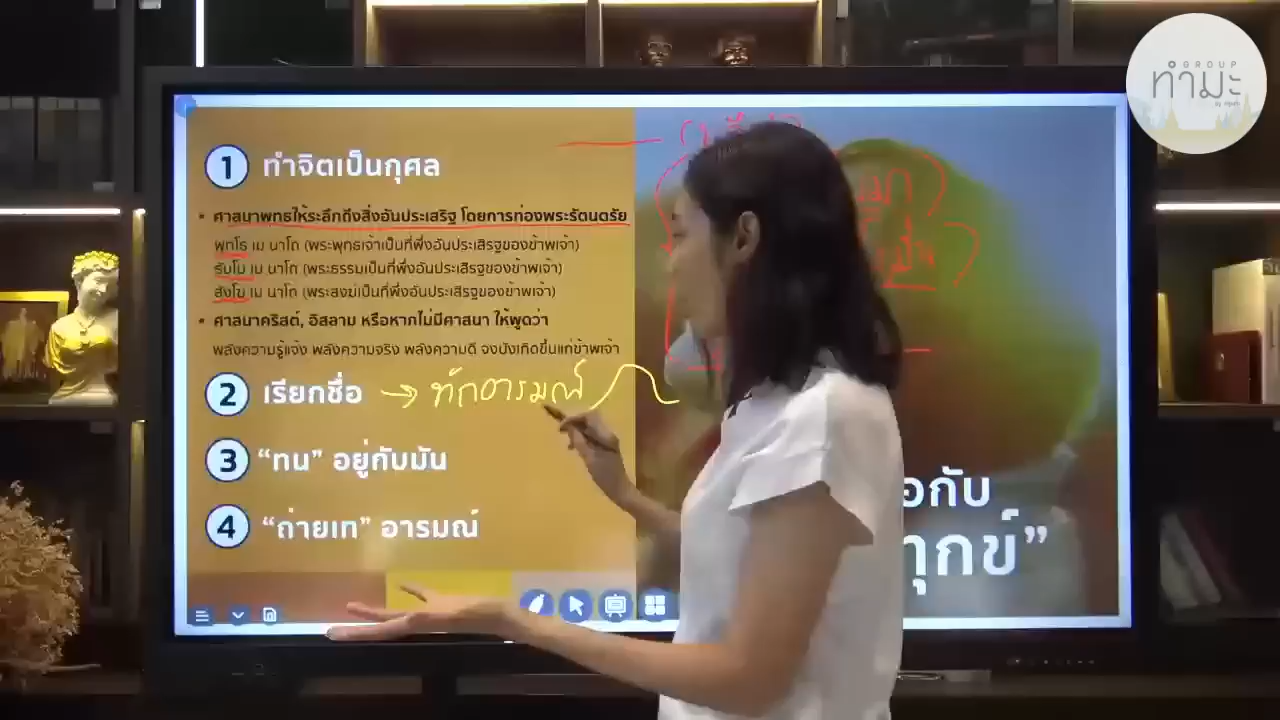 GROUP
ทำมะ
1 ทำจิตเป็นกุศล
• ศาสนาพุทธให้ระลึกถึงสิ่งอันประเสริฐ โดยการท่องพระรัตนตรัย
พุทโธ เม นาโถ (พระพุทธเจ้าเป็นที่พึ่งอันประเสริฐของข้าพเจ้า)
ธัมโม เม นาโถ (พระธรรมเป็นที่พึ่งอันประเสริฐของข้าพเจ้า)
สังโฆ เม นาโถ (พระสงฆ์เป็นที่พึ่งอันประเสริฐของข้าพเจ้า)
• ศาสนาคริสต์, อิสลาม หรือหากไม่มีศาสนา ให้พูดว่า
พลังความรู้แจ้ง พลังความจริง พลังความดี จงบังเกิดขึ้นแก่ข้าพเจ้า
2 เรียกชื่อ → ทักอารมณ์
3 “ทน” อยู่กับมัน
4 “ถ่ายเท” อารมณ์
อกับ
ทุกข์”